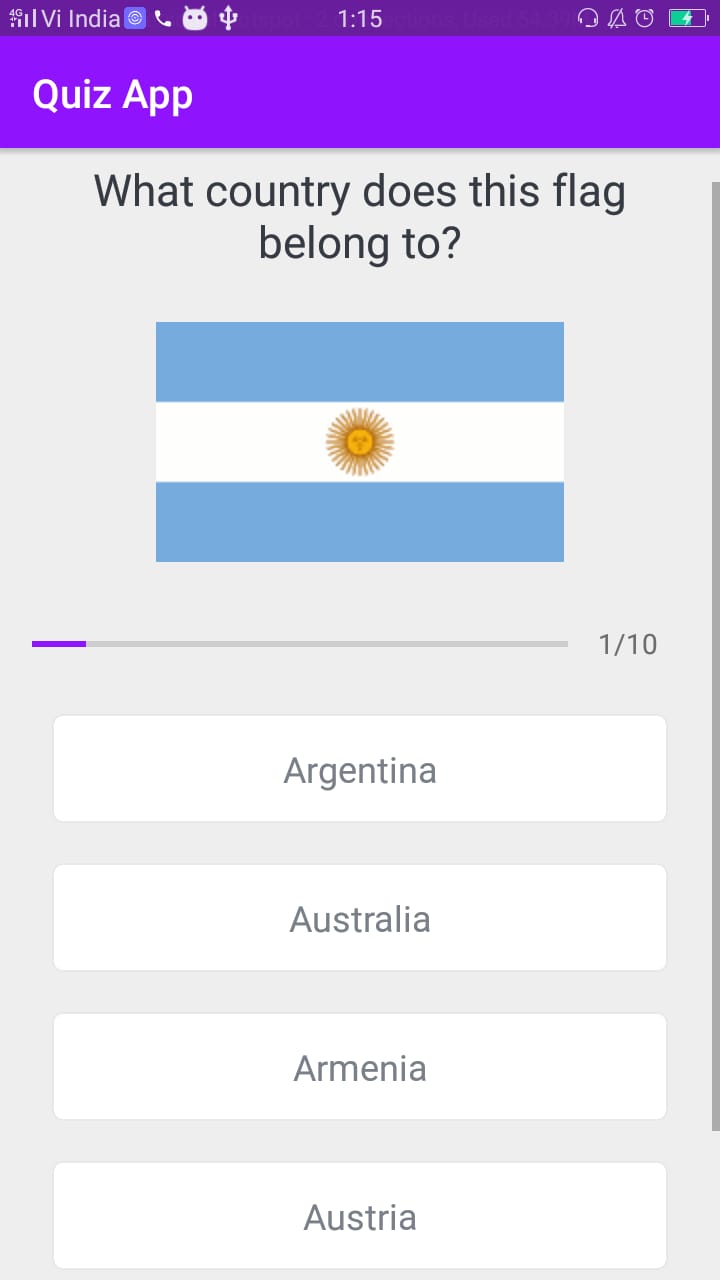 4G Vi India 1:15
Quiz App
What country does this flag
belong to?
1/10
Argentina
Australia
Armenia
Austria